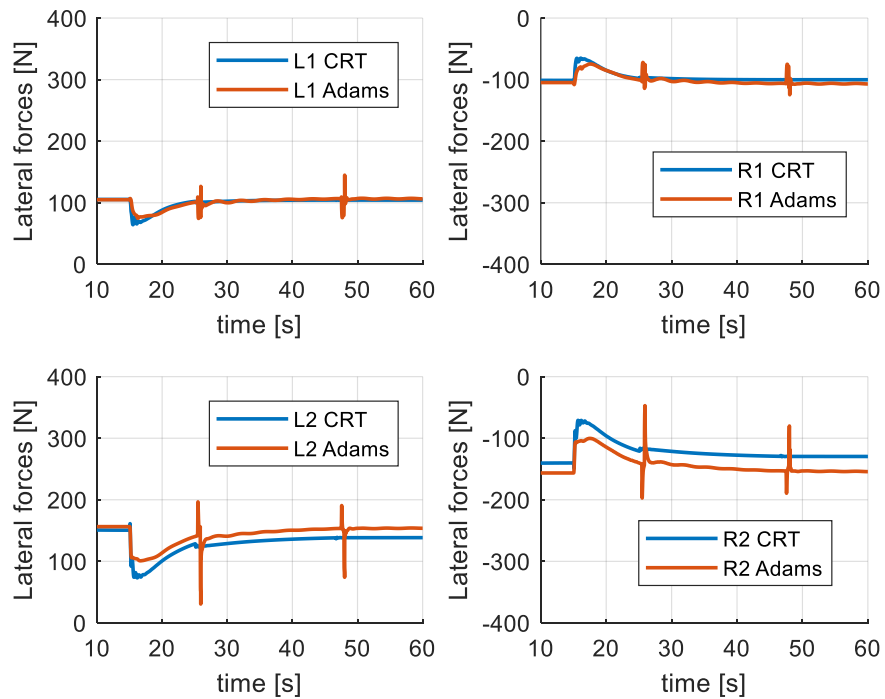 400
300
200
100
0
Lateral forces [N]
L1 CRT
L1 Adams
10 20 30 40 50 60
time [s]
-0
-100
-200
-300
-400
Lateral forces [N]
R1 CRT
R1 Adams
10 20 30 40 50 60
time [s]
400
300
200
100
0
Lateral forces [N]
L2 CRT
L2 Adams
10 20 30 40 50 60
time [s]
0
-100
-200
-300
-400
Lateral forces [N]
R2 CRT
R2 Adams
10 20 30 40 50 60
time [s]